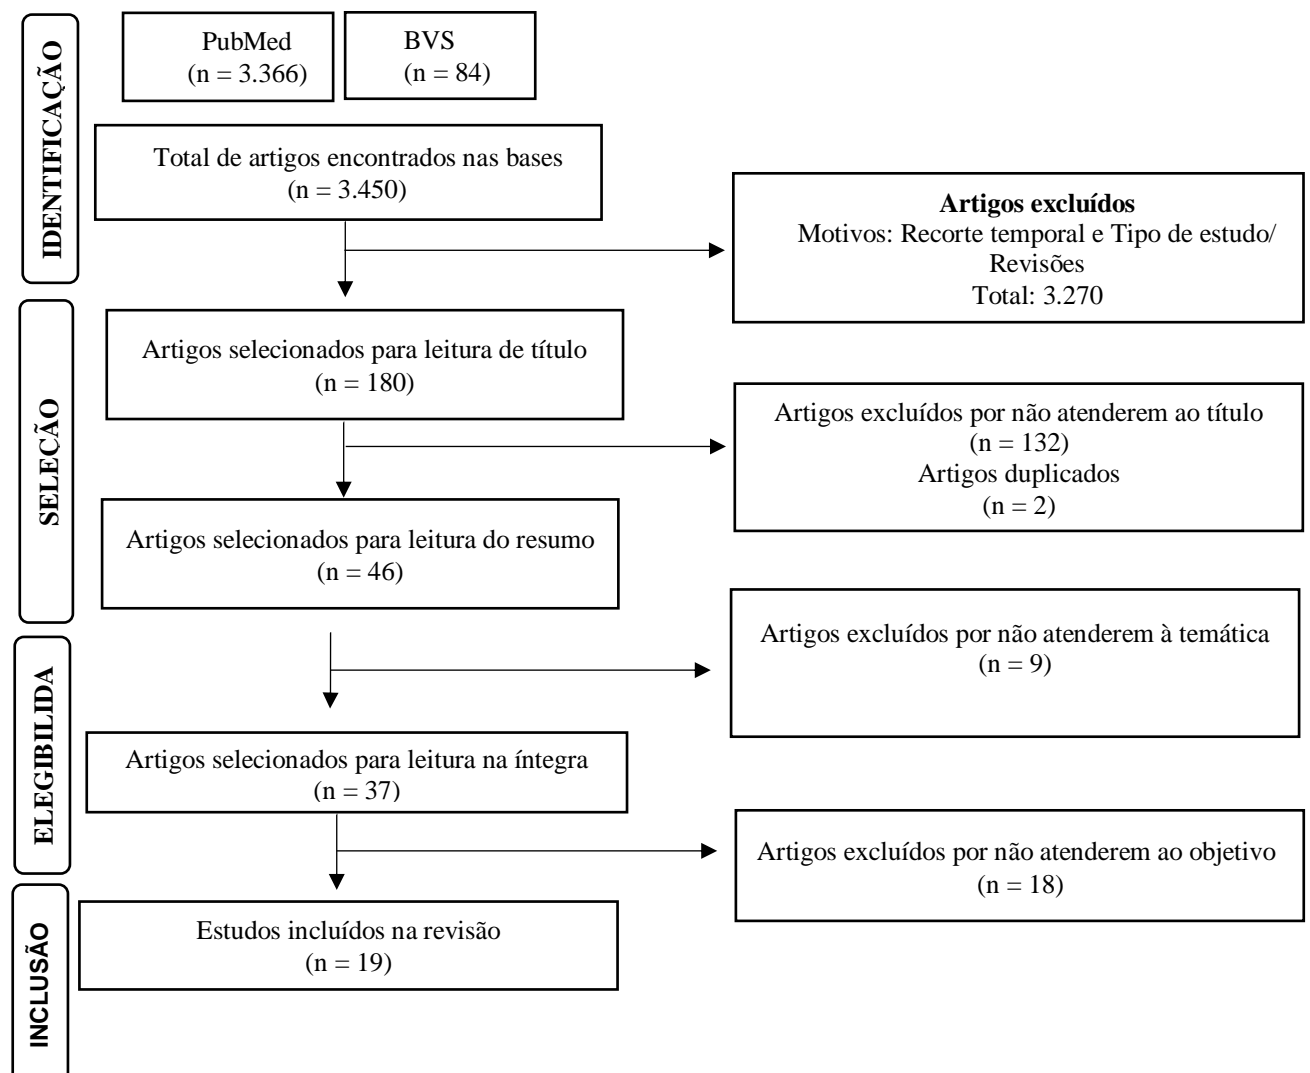 IDENTIFICAÇÃO
PubMed
(n = 3.366)
BVS
(n = 84)
Total de artigos encontrados nas bases
(n = 3.450)
Artigos excluídos
Motivos: Recorte temporal e Tipo de estudo/
Revisões
Total: 3.270
SELEÇÃO
Artigos selecionados para leitura de título
(n = 180)
Artigos excluídos por não atenderem ao título
(n = 132)
Artigos duplicados
(n = 2)
Artigos selecionados para leitura do resumo
(n = 46)
ELEGIBILIDA
Artigos excluídos por não atenderem à temática
(n = 9)
Artigos selecionados para leitura na íntegra
(n = 37)
Artigos excluídos por não atenderem ao objetivo
(n = 18)
INCLUSÃO
Estudos incluídos na revisão
(n = 19)